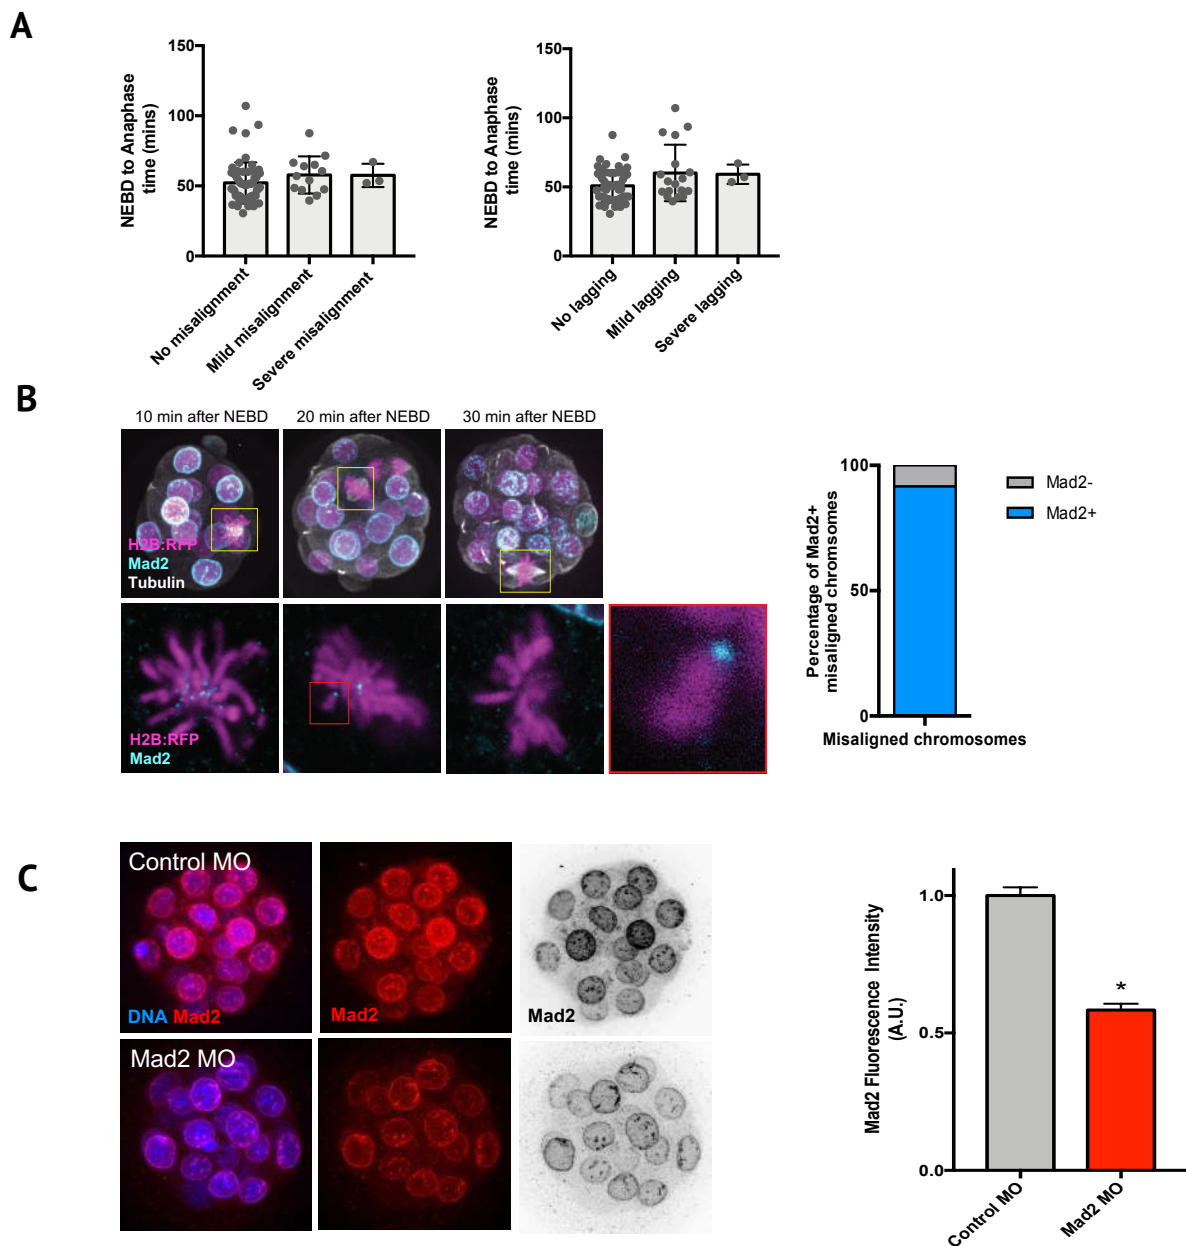 A
NEBD to Anaphase
time (mins)
150
100
50
0
No misalignment
Mild misalignment
Severe misalignment
NEBD to Anaphase
time (mins)
150
100
50
0
No lagging
Mild lagging
Severe lagging
B
10 min after NEBD
20 min after NEBD
30 min after NEBD
H2B:RFP
Mad2
Tubulin
H2B:RFP
Mad2
Percentage of Mad2+
misaligned chromsomes
100
50
0
Misaligned chromosomes
Mad2-
Mad2+
C
Control MO
DNA Mad2
Mad2
Mad2
Mad2 MO
Mad2 Fluorescence Intensity
(A.U.)
1.0
0.5
0.0
*
Control MO
Mad2 MO